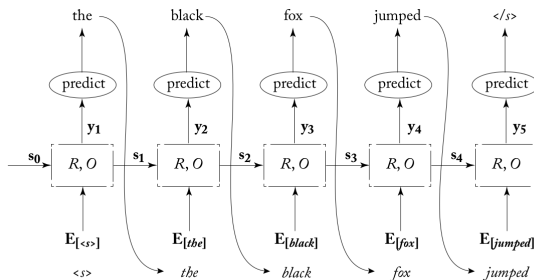 the black fox jumped </s>
predict predict predict predict predict
y1 y2 y3 y4 y5
s0 R, O s1 R, O s2 R, O s3 R, O s4 R, O
E[<s>] E[the] E[black] E[fox] E[jumped]
<s> the black fox jumped